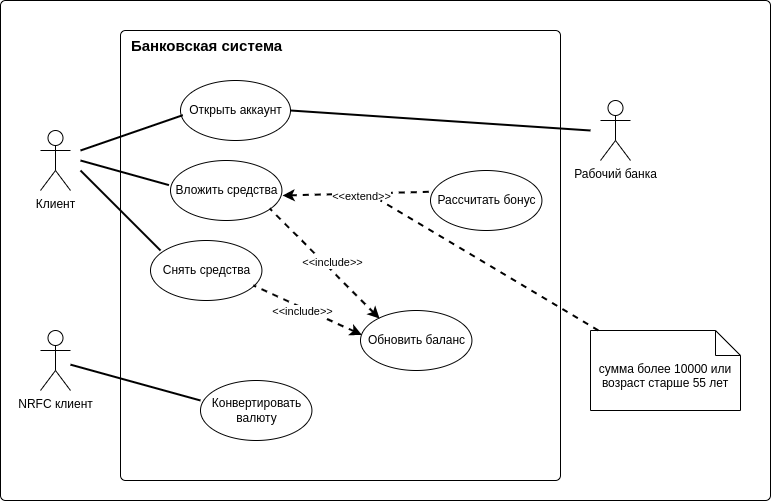 Банковская система
Открыть аккаунт
Клиент
Рабочий банка
Вложить средства
<<extend>>
Рассчитать бонус
Снять средства
<<include>>
<<include>>
Обновить баланс
сумма более 10000 или
возраст старше 55 лет
NRFC клиент
Конвертировать
валюту